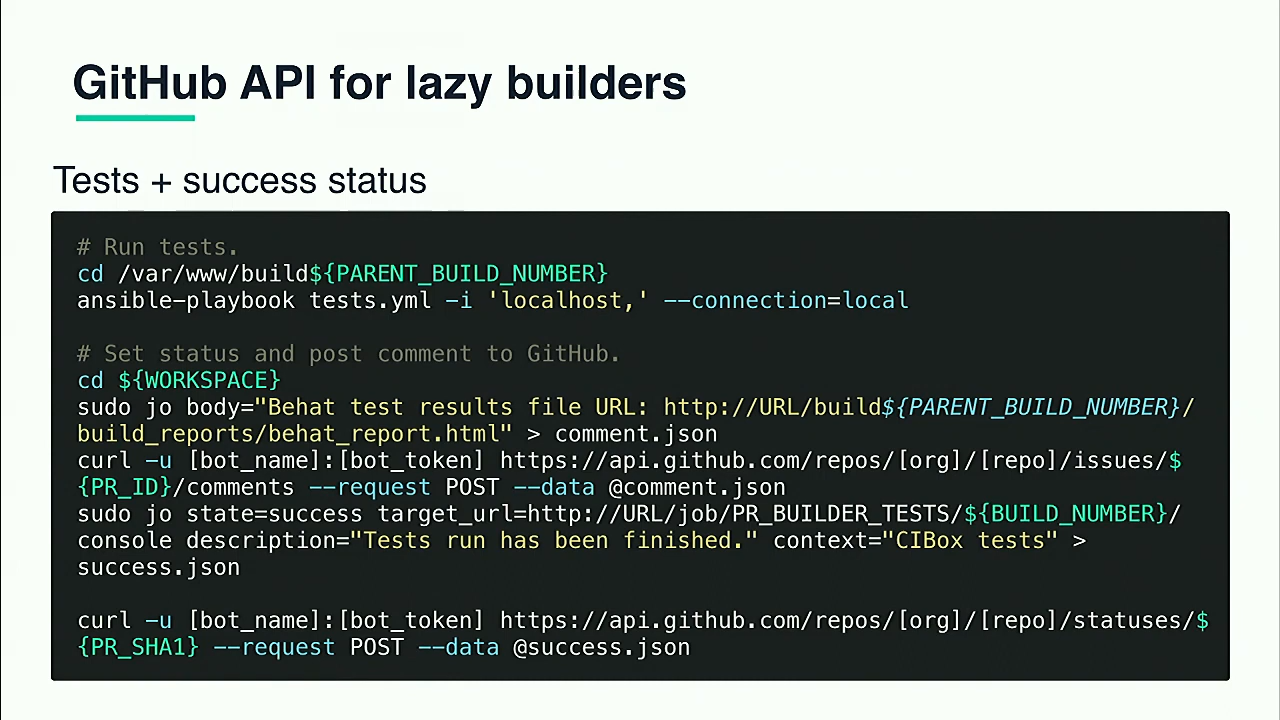 GitHub API for lazy builders
Tests + success status
# Run tests.
cd /var/www/build${PARENT_BUILD_NUMBER}
ansible-playbook tests.yml -i 'localhost,' --connection=local
# Set status and post comment to GitHub.
cd ${WORKSPACE}
sudo jo body="Behat test results file URL: http://URL/build${PARENT_BUILD_NUMBER}/
build_reports/behat_report.html" > comment.json
curl -u [bot_name]:[bot_token] https://api.github.com/repos/[org]/[repo]/issues/$
{PR_ID}/comments --request POST --data @comment.json
sudo jo state=success target_url=http://URL/job/PR_BUILDER_TESTS/${BUILD_NUMBER}/
console description="Tests run has been finished." context="CIBox tests" >
success.json
curl -u [bot_name]:[bot_token] https://api.github.com/repos/[org]/[repo]/statuses/$
{PR_SHA1} --request POST --data @success.json